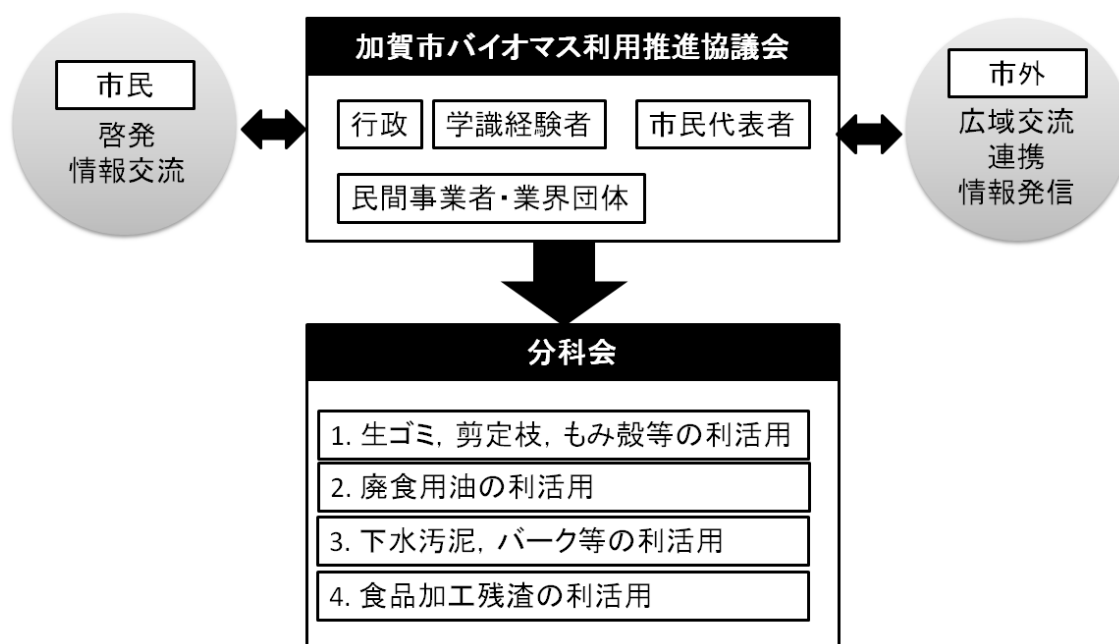 加賀市バイオマス利用推進協議会
市民
啓発
情報交流
行政
学識経験者
市民代表者
民間事業者・業界団体
市外
広域交流
連携
情報発信
分科会
1. 生ゴミ, 剪定枝, もみ殻等の利活用
2. 廃食用油の利活用
3. 下水汚泥, バーク等の利活用
4. 食品加工残渣の利活用